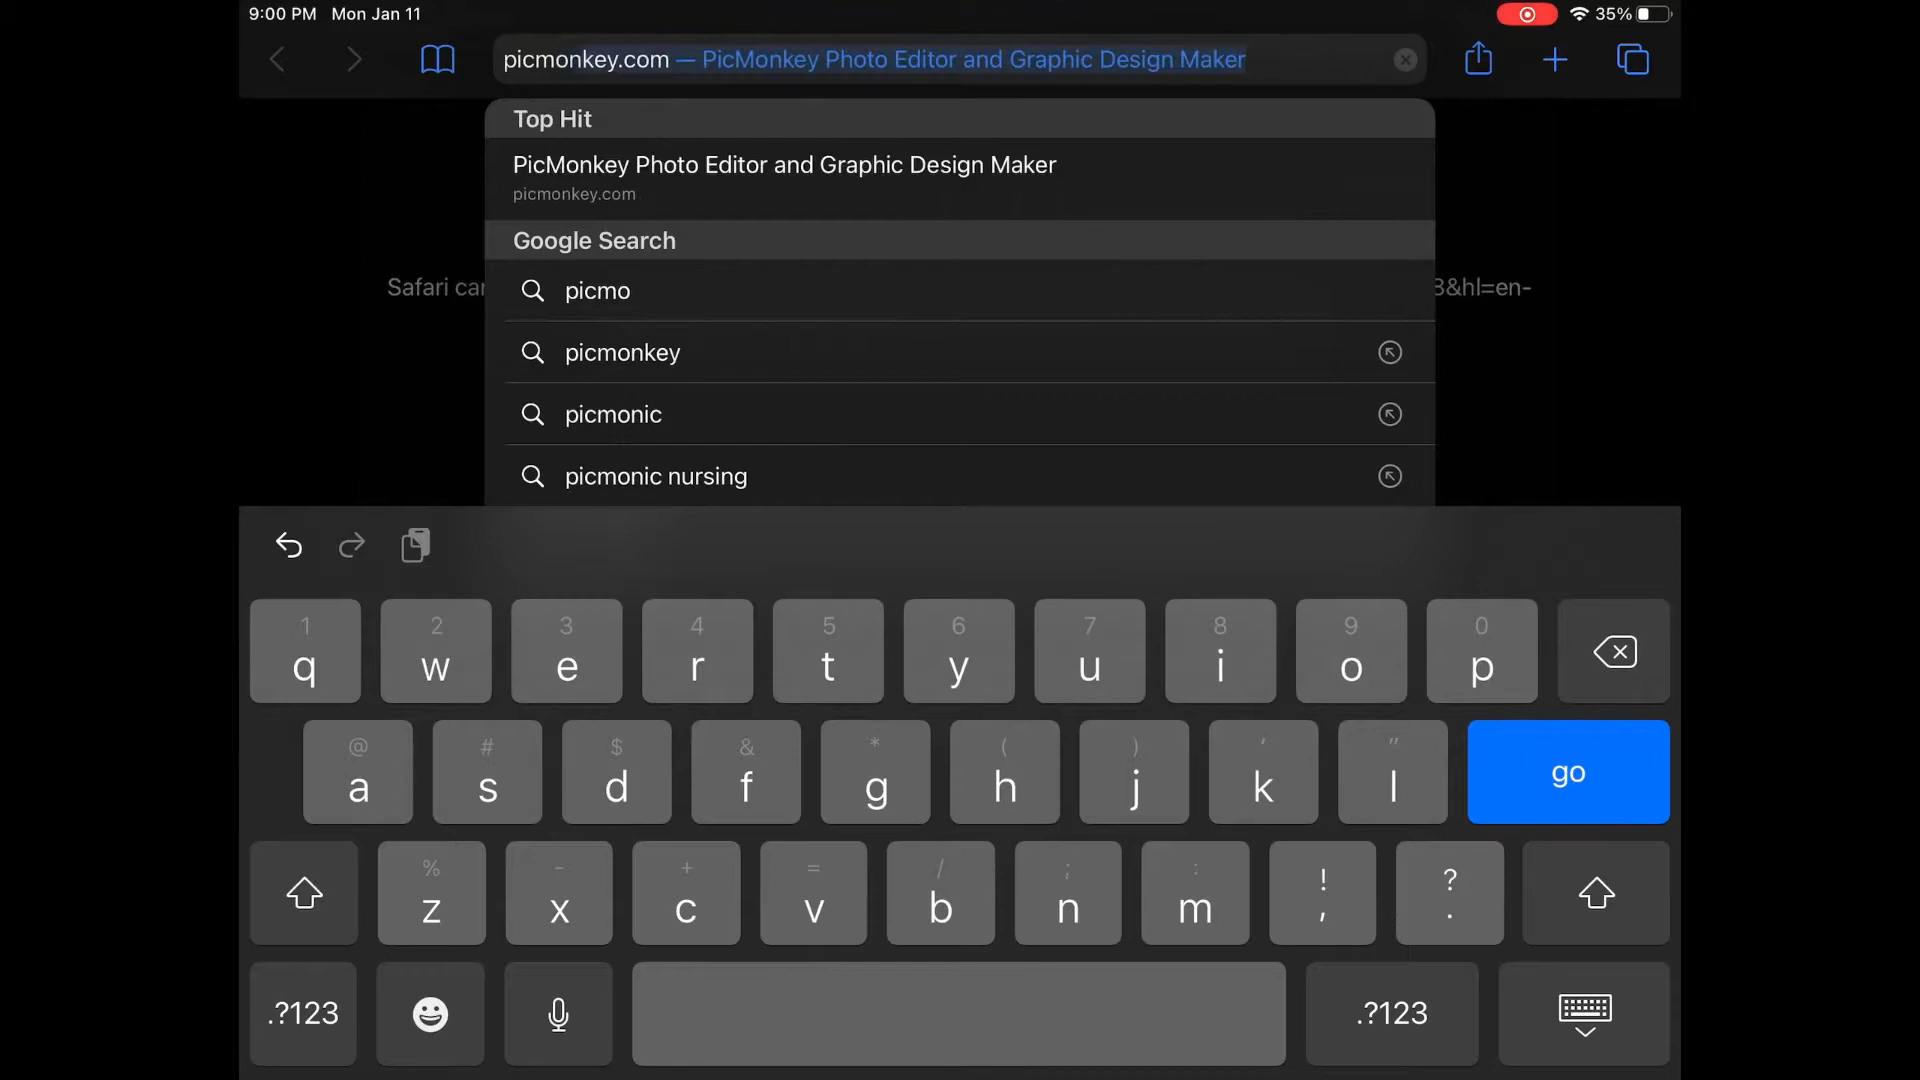 9:00 PM Mon Jan 11
35%
picmonkey.com — PicMonkey Photo Editor and Graphic Design Maker
Top Hit
PicMonkey Photo Editor and Graphic Design Maker
picmonkey.com
Google Search
Safari
8&hl=en-
picmo
picmonkey
picmonic
picmonic nursing
1 2 3 4 5 6 7 8 9 0
q w e r t y u i o p
@ # $ & * ( ) ' "
a s d f g h j k l
go
% - + = / ; : ! ?
z x c v b n m , .
.?123
.?123